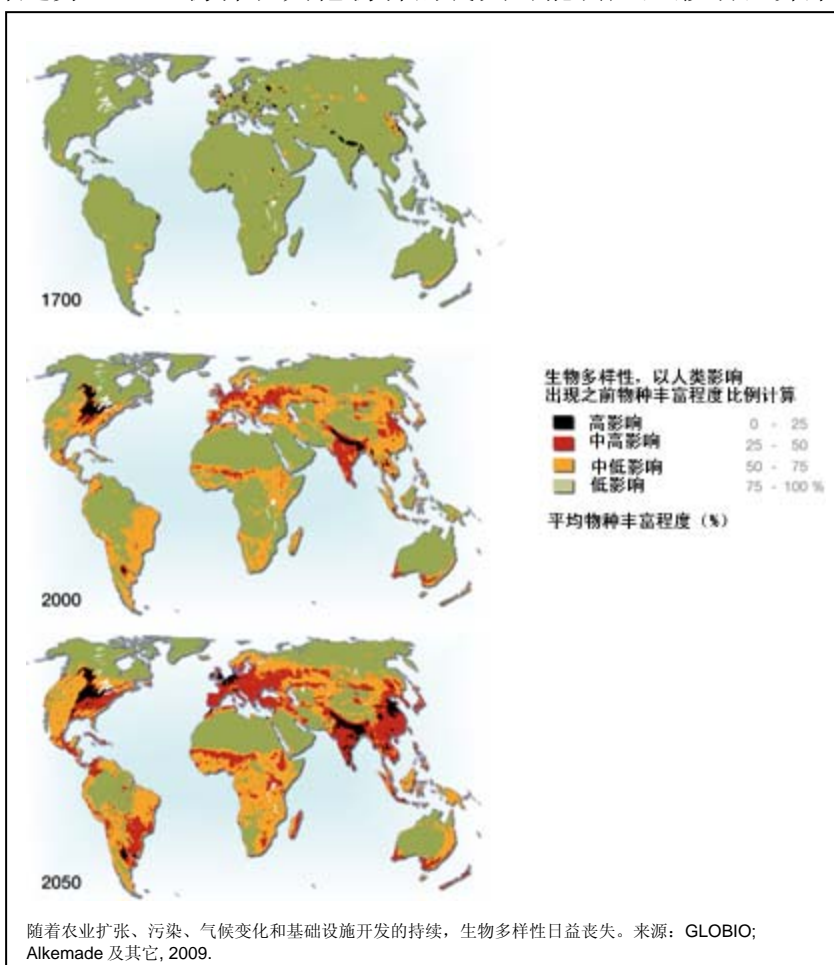 1700
生物多样性，以人类影响
出现之前物种丰富程度比例计算
高影响 0 - 25
中高影响 25 - 50
中低影响 50 - 75
低影响 75 - 100 %
平均物种丰富程度（%）
2000
2050
随着农业扩张、污染、气候变化和基础设施开发的持续，生物多样性日益丧失。来源：GLOBIO;
Alkemade 及其它, 2009.